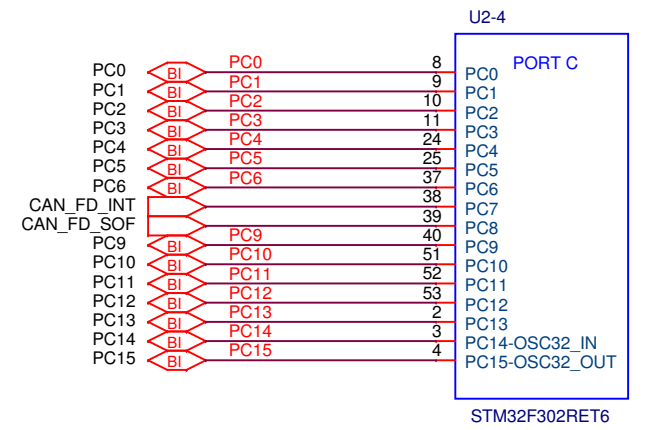 U2-4
PORT C
PC0 BI PC0 8 PC0
PC1 BI PC1 9 PC1
PC2 BI PC2 10 PC2
PC3 BI PC3 11 PC3
PC4 BI PC4 24 PC4
PC5 BI PC5 25 PC5
PC6 BI PC6 37 PC6
CAN_FD_INT 38 PC7
CAN_FD_SOF 39 PC8
PC9 BI PC9 40 PC9
PC10 BI PC10 51 PC10
PC11 BI PC11 52 PC11
PC12 BI PC12 53 PC12
PC13 BI PC13 2 PC13
PC14 BI PC14 3 PC14-OSC32_IN
PC15 BI PC15 4 PC15-OSC32_OUT
STM32F302RET6